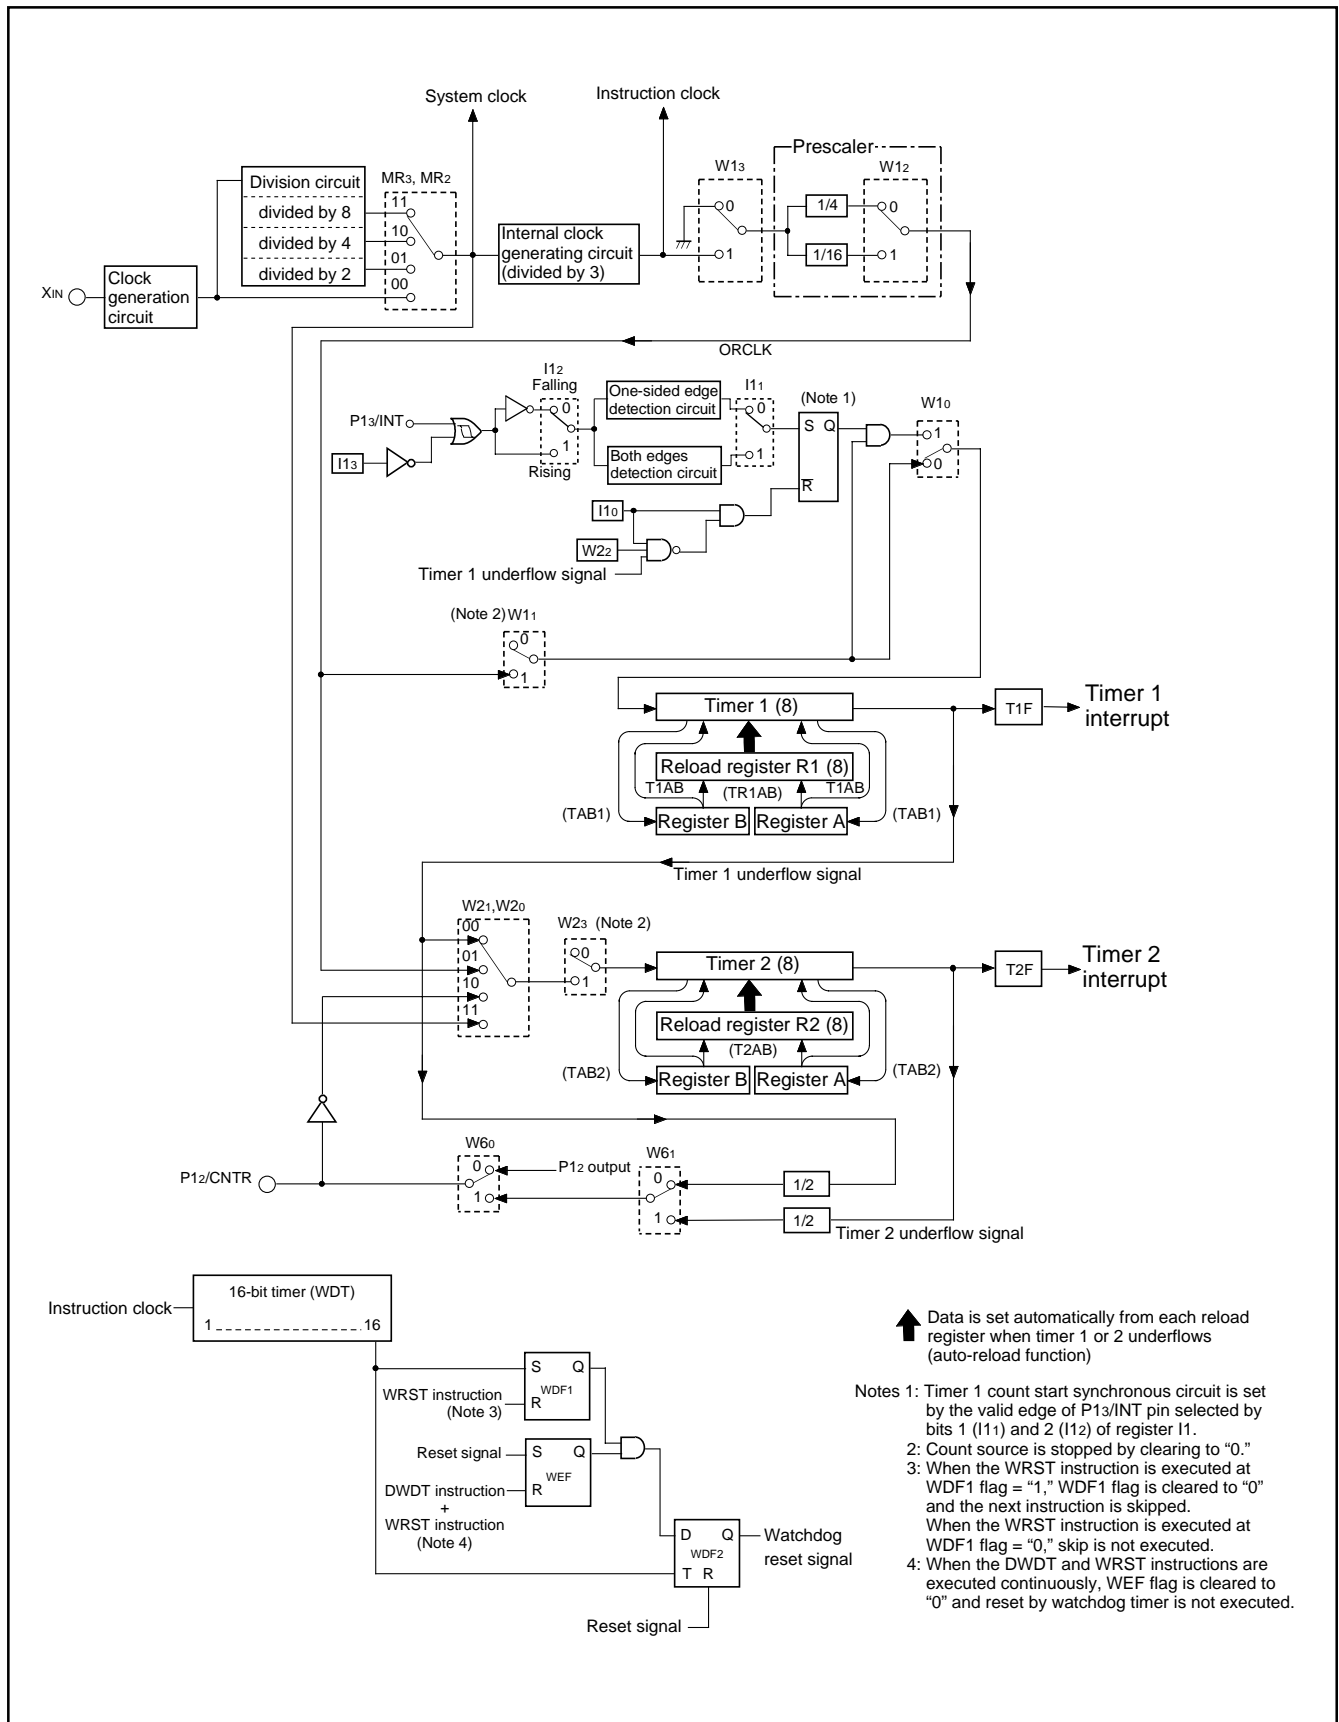 System clock
Instruction clock
Prescaler
W13
W12
Division circuit
MR3, MR2
divided by 8
11
divided by 4
10
divided by 2
01
00
Internal clock
generating circuit
(divided by 3)
0
1
1/4
1/16
0
1
XIN
Clock
generation
circuit
ORCLK
I12
Falling
0
1
Rising
One-sided edge
detection circuit
Both edges
detection circuit
I11
0
1
(Note 1)
S Q
R
W10
1
0
P13/INT
I13
I10
W22
Timer 1 underflow signal
(Note 2) W11
0
1
Timer 1 (8)
T1F
Timer 1
interrupt
Reload register R1 (8)
T1AB
(TR1AB)
T1AB
(TAB1)
Register B
Register A
(TAB1)
Timer 1 underflow signal
W21,W20
00
01
10
11
W23 (Note 2)
0
1
Timer 2 (8)
T2F
Timer 2
interrupt
Reload register R2 (8)
(T2AB)
(TAB2)
Register B
Register A
(TAB2)
P12/CNTR
W60
0
1
P12 output
W61
0
1
1/2
1/2
Timer 2 underflow signal
16-bit timer (WDT)
Instruction clock
1 16
S Q
WDF1
R
WRST instruction
(Note 3)
Reset signal
S Q
WEF
R
DWDT instruction
+
WRST instruction
(Note 4)
D Q
WDF2
T R
Watchdog
reset signal
Reset signal
Data is set automatically from each reload
register when timer 1 or 2 underflows
(auto-reload function)
Notes 1: Timer 1 count start synchronous circuit is set
by the valid edge of P13/INT pin selected by
bits 1 (I11) and 2 (I12) of register I1.
2: Count source is stopped by clearing to “0.”
3: When the WRST instruction is executed at
WDF1 flag = “1,” WDF1 flag is cleared to “0”
and the next instruction is skipped.
When the WRST instruction is executed at
WDF1 flag = “0,” skip is not executed.
4: When the DWDT and WRST instructions are
executed continuously, WEF flag is cleared to
“0” and reset by watchdog timer is not executed.